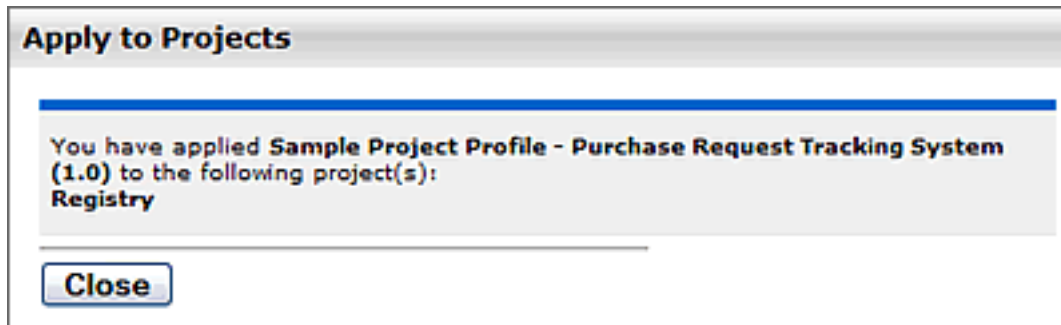 Apply to Projects
You have applied Sample Project Profile - Purchase Request Tracking System
(1.0) to the following project(s):
Registry
Close